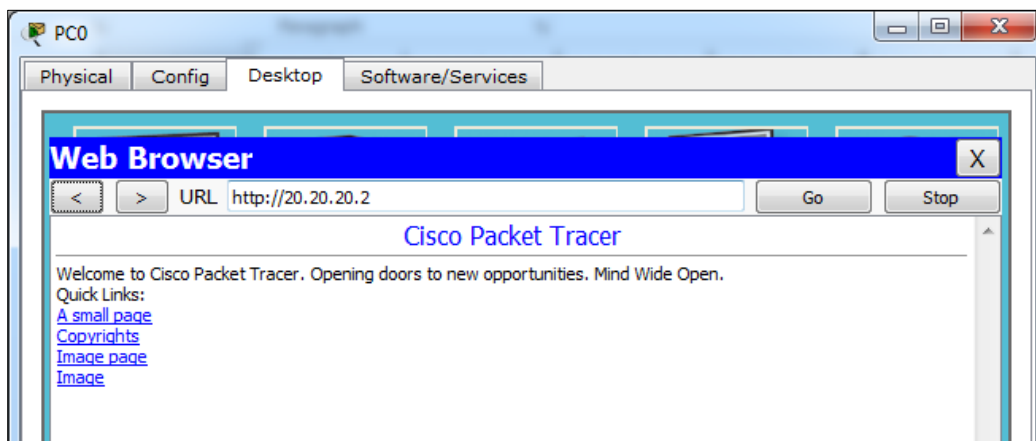 PC0
Physical Config Desktop Software/Services
Web Browser X
< > URL http://20.20.20.2 Go Stop
Cisco Packet Tracer
Welcome to Cisco Packet Tracer. Opening doors to new opportunities. Mind Wide Open.
Quick Links:
A small page
Copyrights
Image page
Image